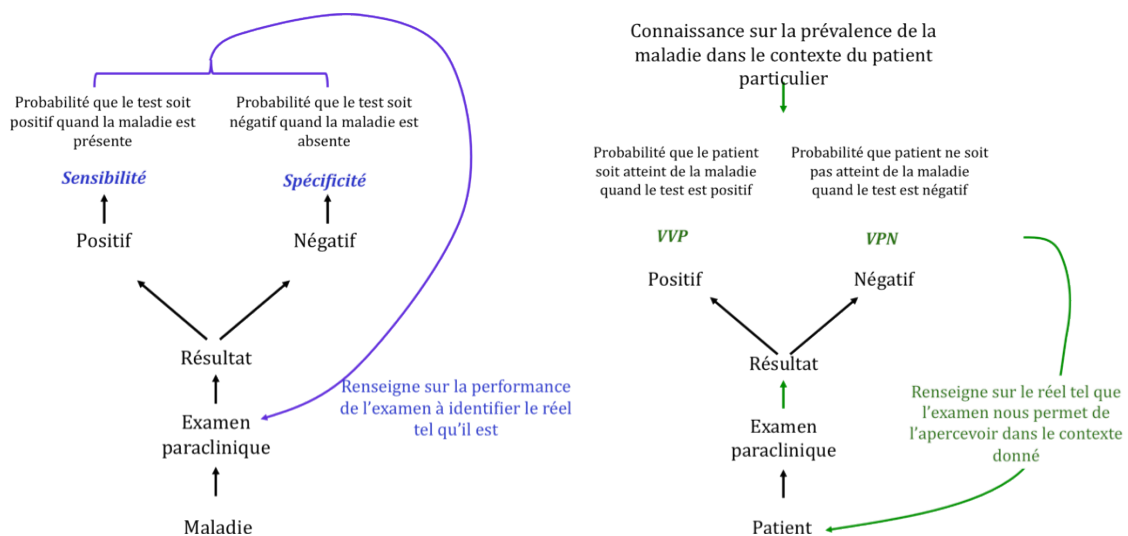 Probabilité que le test soit
positif quand la maladie est
présente
Probabilité que le test soit
négatif quand la maladie est
absente
Sensibilité
Spécificité
Positif
Négatif
Résultat
Renseigne sur la performance
de l'examen à identifier le réel
tel qu'il est
Examen
paraclinique
Maladie
Connaissance sur la prévalence de la
maladie dans le contexte du patient
particulier
Probabilité que le patient
soit atteint de la maladie
quand le test est positif
Probabilité que patient ne soit
pas atteint de la maladie
quand le test est négatif
VVP
VPN
Positif
Négatif
Résultat
Renseigne sur le réel tel que
l'examen nous permet de
l'apercevoir dans le contexte
donné
Examen
paraclinique
Patient